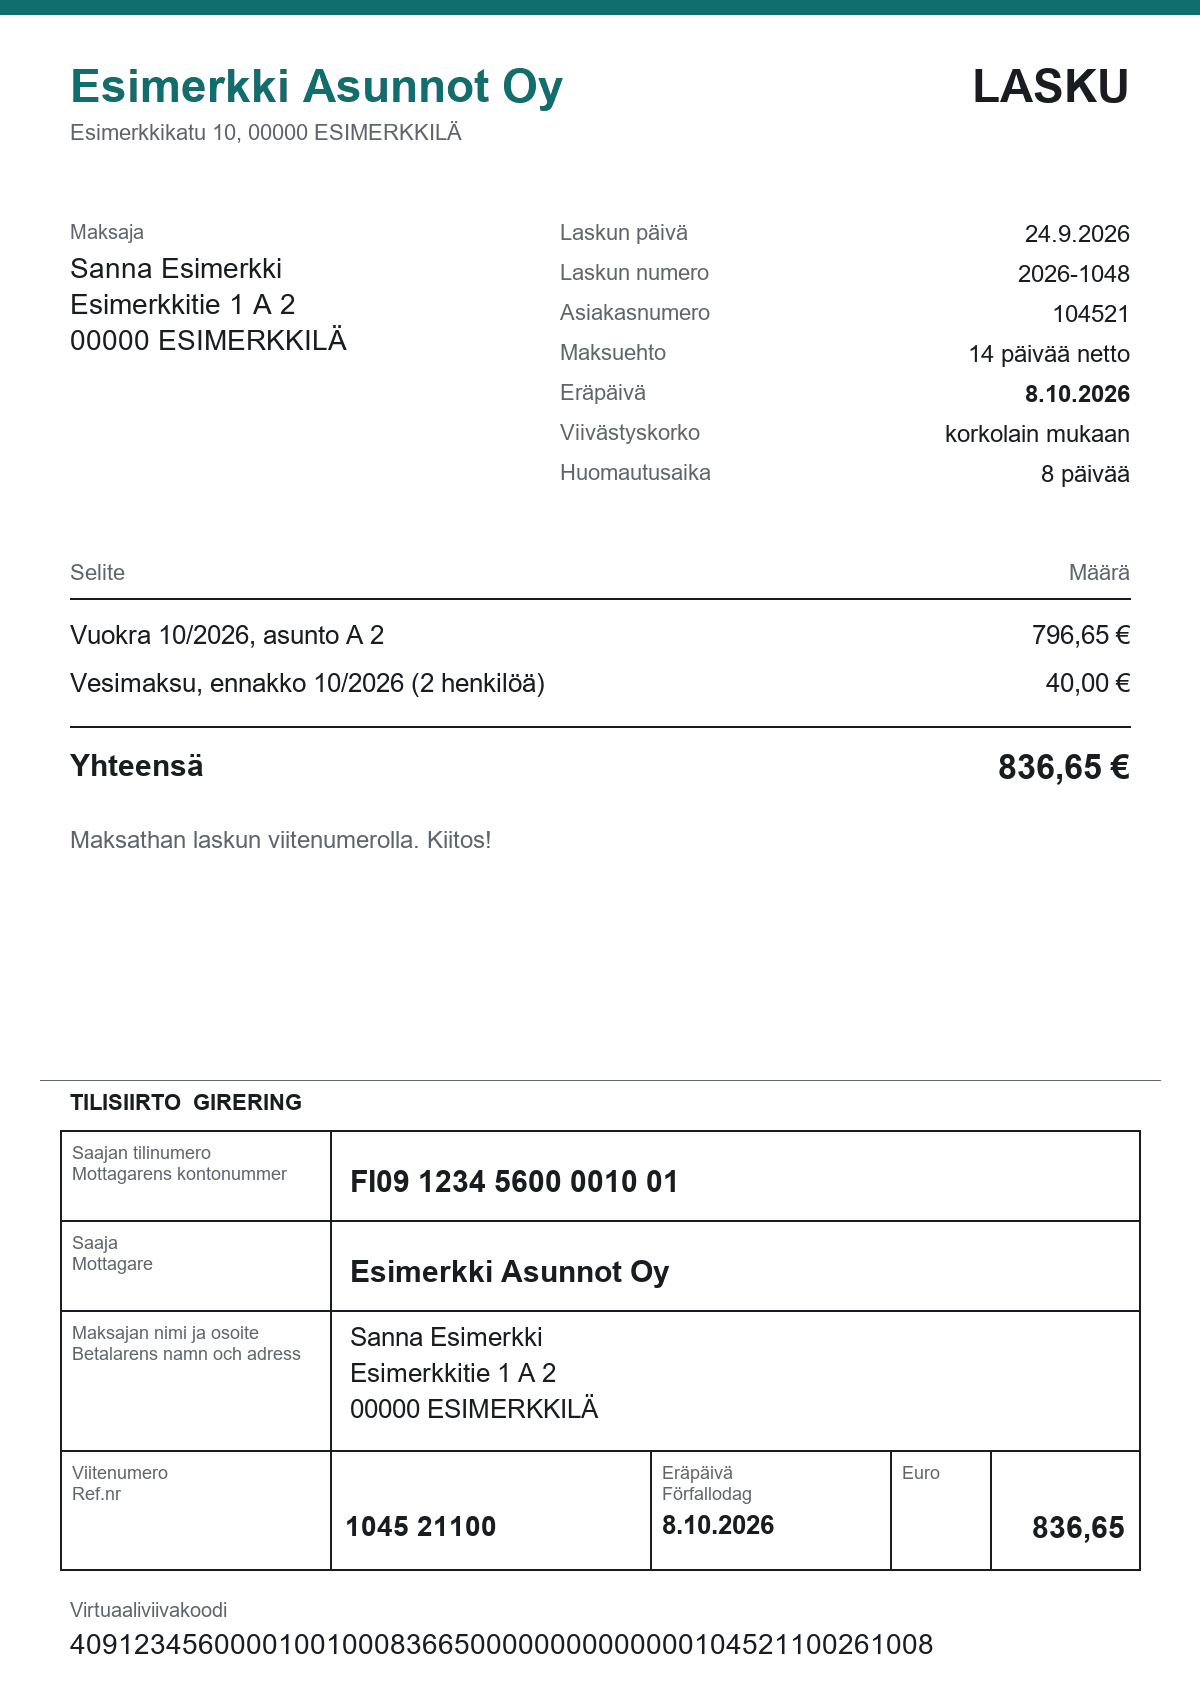 Esimerkki Asunnot Oy
LASKU
Esimerkkikatu 10, 00000 ESIMERKKILÄ
Maksaja
Sanna Esimerkki
Esimerkkitie 1 A 2
00000 ESIMERKKILÄ
Laskun päivä 24.9.2026
Laskun numero 2026-1048
Asiakasnumero 104521
Maksuehto 14 päivää netto
Eräpäivä 8.10.2026
Viivästyskorko korkolain mukaan
Huomautusaika 8 päivää
Selite Määrä
Vuokra 10/2026, asunto A 2 796,65 €
Vesimaksu, ennakko 10/2026 (2 henkilöä) 40,00 €
Yhteensä 836,65 €
Maksathan laskun viitenumerolla. Kiitos!
TILISIIRTO GIRERING
Saajan tilinumero
Mottagarens kontonummer
FI09 1234 5600 0010 01
Saaja
Mottagare
Esimerkki Asunnot Oy
Maksajan nimi ja osoite
Betalarens namn och adress
Sanna Esimerkki
Esimerkkitie 1 A 2
00000 ESIMERKKILÄ
Viitenumero
Ref.nr
1045 21100
Eräpäivä
Förfallodag
8.10.2026
Euro
836,65
Virtuaaliviivakoodi
409123456000010010008366500000000000000104521100261008